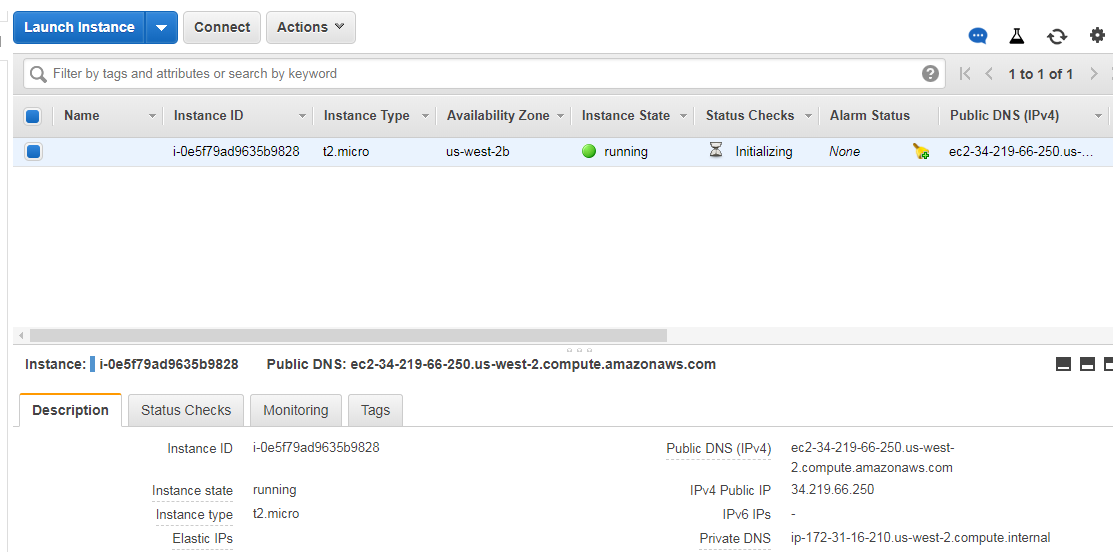 Launch Instance Connect Actions
Filter by tags and attributes or search by keyword 1 to 1 of 1
Name Instance ID Instance Type Availability Zone Instance State Status Checks Alarm Status Public DNS (IPv4)
i-0e5f79ad9635b9828 t2.micro us-west-2b running Initializing None ec2-34-219-66-250.us-...
Instance: i-0e5f79ad9635b9828 Public DNS: ec2-34-219-66-250.us-west-2.compute.amazonaws.com
Description Status Checks Monitoring Tags
Instance ID i-0e5f79ad9635b9828 Public DNS (IPv4) ec2-34-219-66-250.us-west-
2.compute.amazonaws.com
Instance state running IPv4 Public IP 34.219.66.250
Instance type t2.micro IPv6 IPs -
Elastic IPs Private DNS ip-172-31-16-210.us-west-2.compute.internal